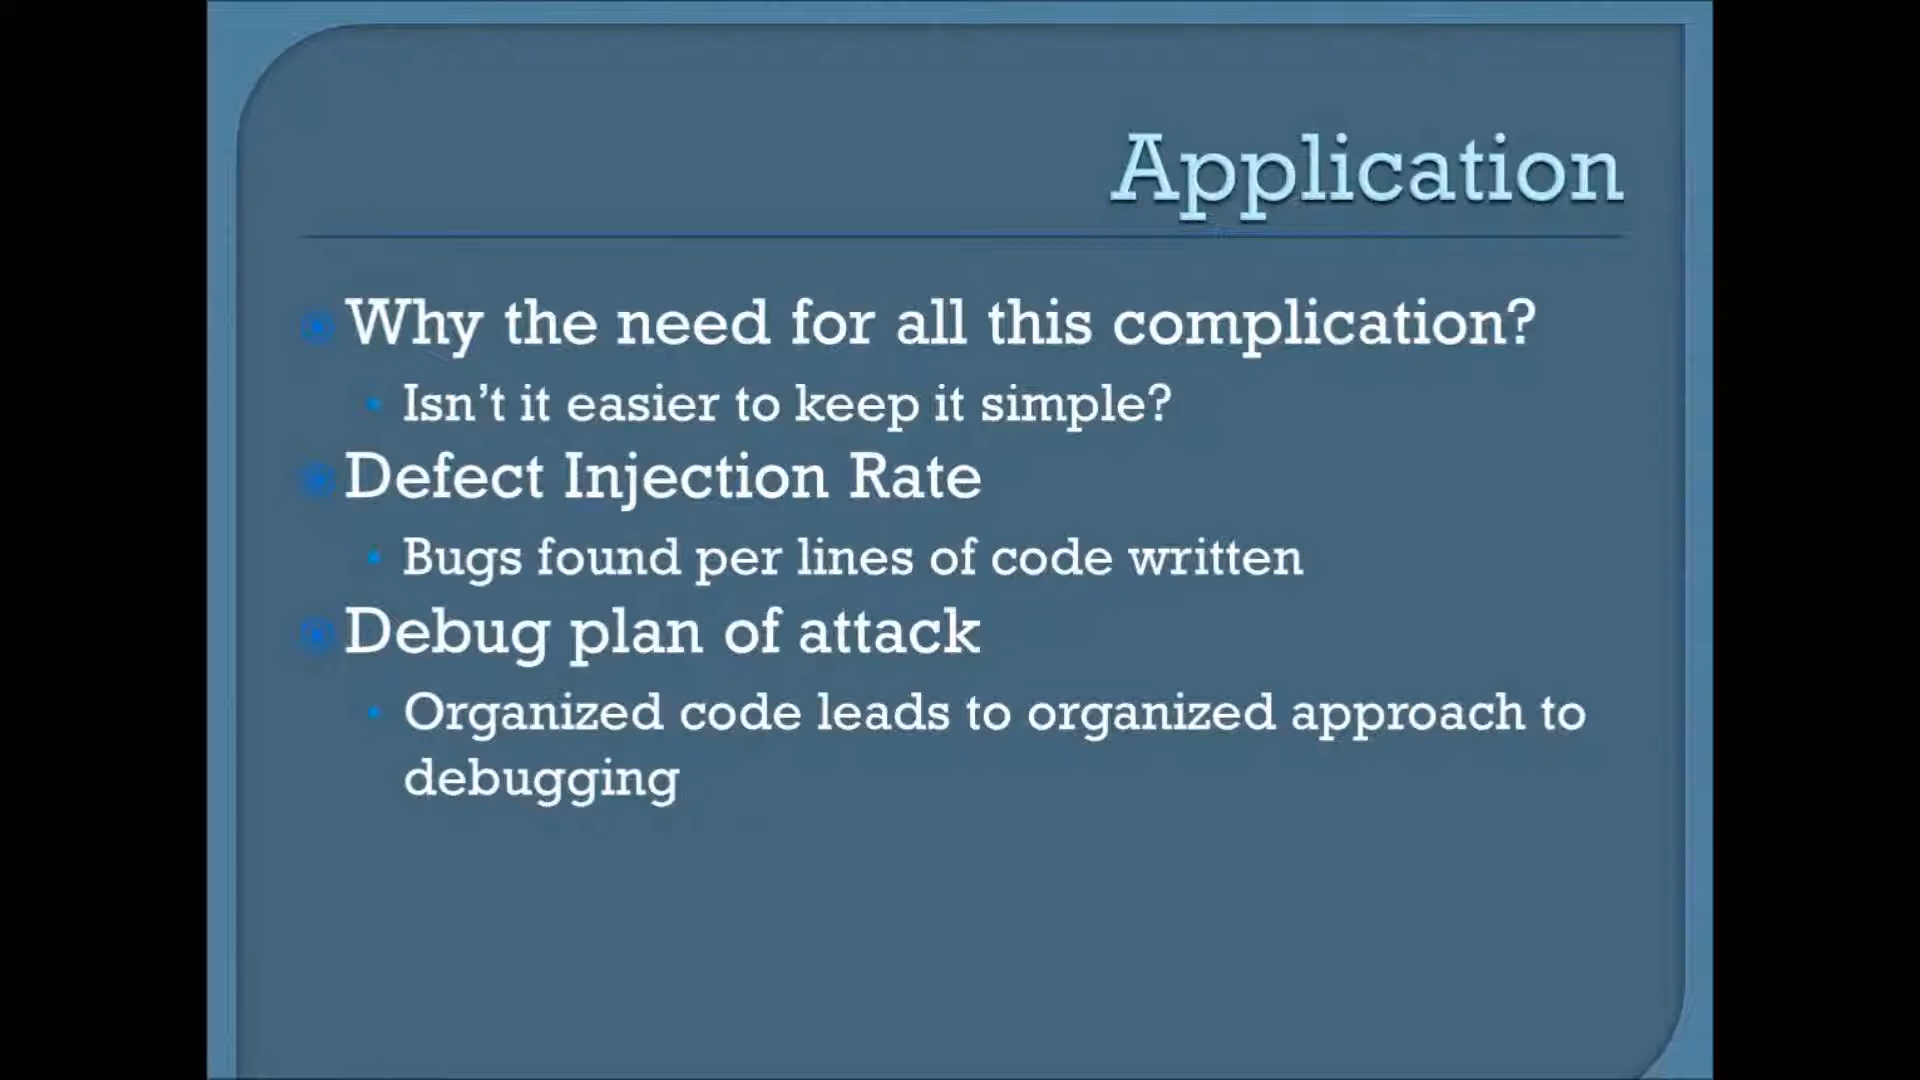 Application
Why the need for all this complication?
Isn't it easier to keep it simple?
Defect Injection Rate
Bugs found per lines of code written
Debug plan of attack
Organized code leads to organized approach to
debugging